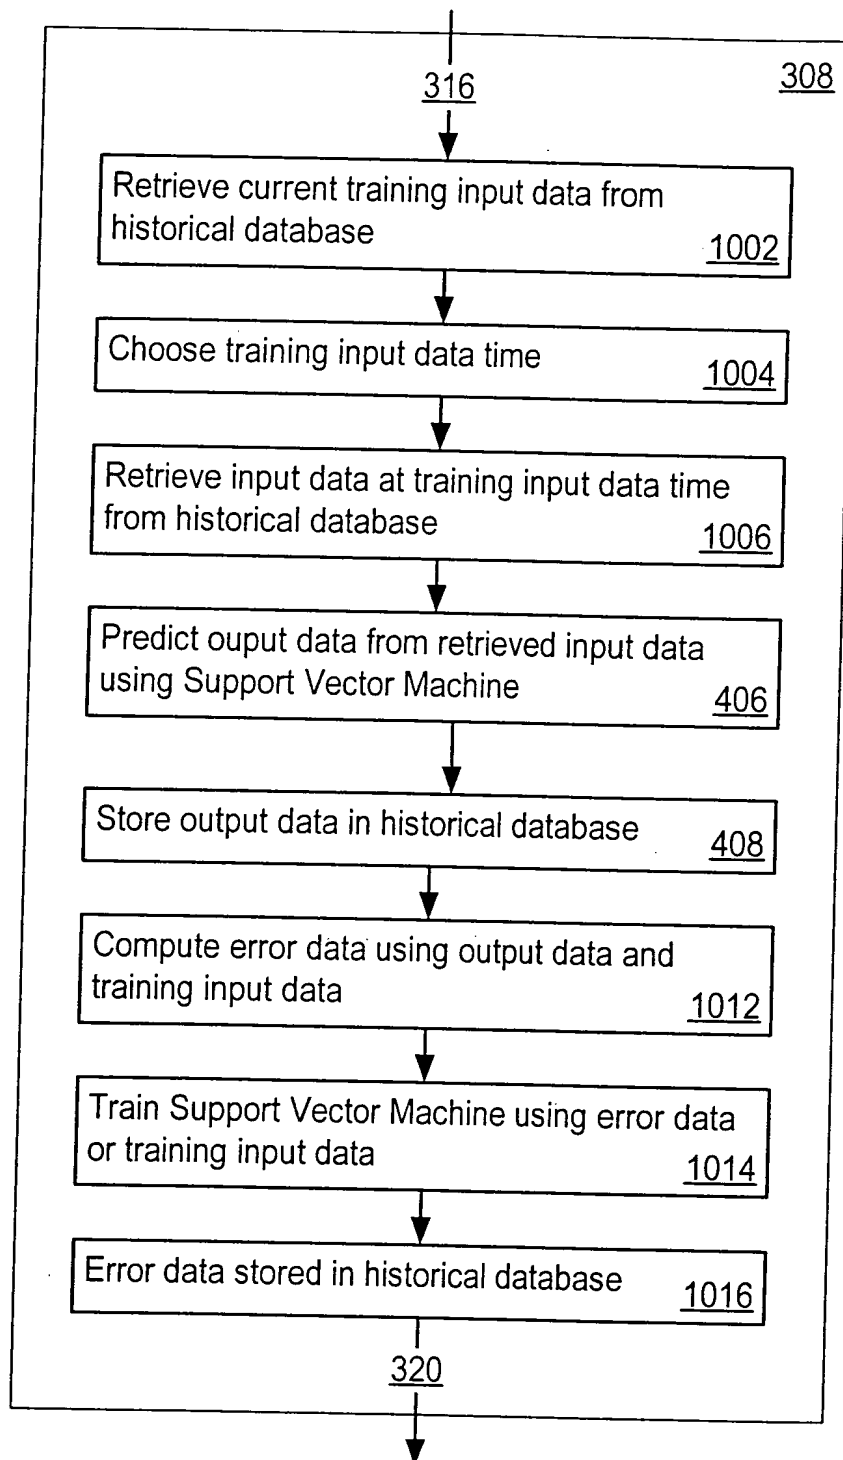 308
316
Retrieve current training input data from
historical database
1002
Choose training input data time
1004
Retrieve input data at training input data time
from historical database
1006
Predict ouput data from retrieved input data
using Support Vector Machine
406
Store output data in historical database
408
Compute error data using output data and
training input data
1012
Train Support Vector Machine using error data
or training input data
1014
Error data stored in historical database
1016
320